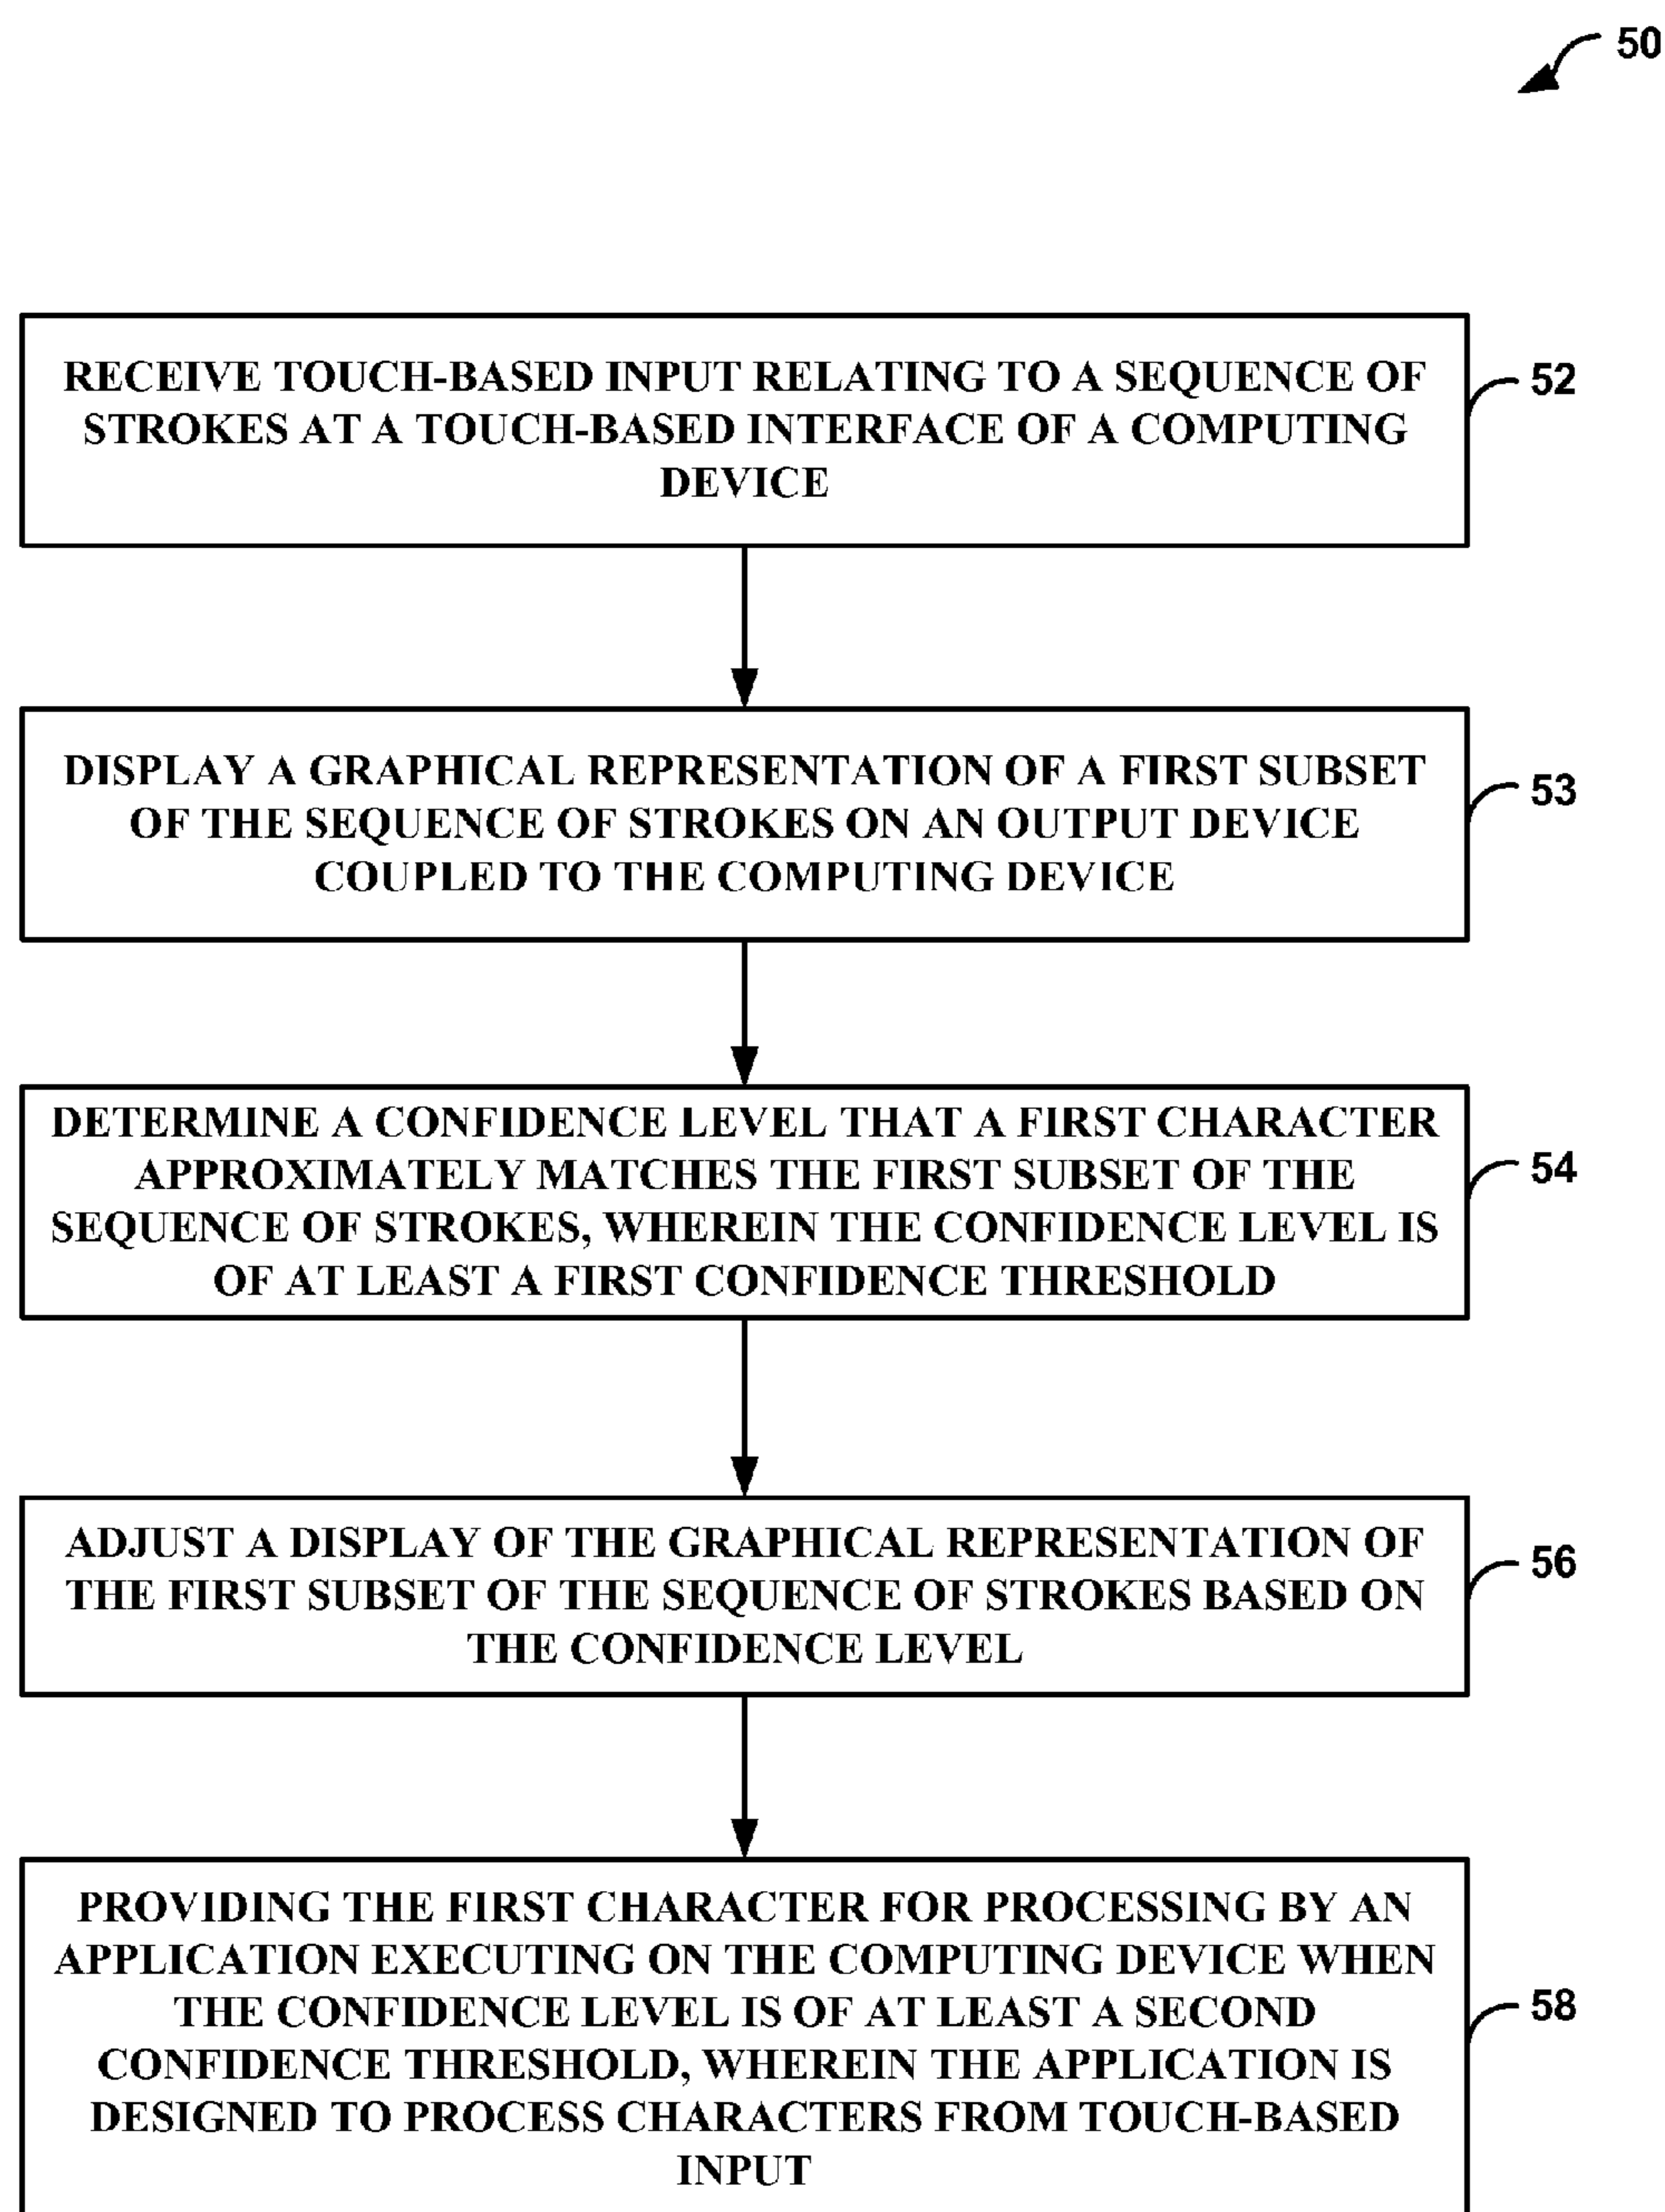 50
RECEIVE TOUCH-BASED INPUT RELATING TO A SEQUENCE OF
STROKES AT A TOUCH-BASED INTERFACE OF A COMPUTING
DEVICE
52
DISPLAY A GRAPHICAL REPRESENTATION OF A FIRST SUBSET
OF THE SEQUENCE OF STROKES ON AN OUTPUT DEVICE
COUPLED TO THE COMPUTING DEVICE
53
DETERMINE A CONFIDENCE LEVEL THAT A FIRST CHARACTER
APPROXIMATELY MATCHES THE FIRST SUBSET OF THE
SEQUENCE OF STROKES, WHEREIN THE CONFIDENCE LEVEL IS
OF AT LEAST A FIRST CONFIDENCE THRESHOLD
54
ADJUST A DISPLAY OF THE GRAPHICAL REPRESENTATION OF
THE FIRST SUBSET OF THE SEQUENCE OF STROKES BASED ON
THE CONFIDENCE LEVEL
56
PROVIDING THE FIRST CHARACTER FOR PROCESSING BY AN
APPLICATION EXECUTING ON THE COMPUTING DEVICE WHEN
THE CONFIDENCE LEVEL IS OF AT LEAST A SECOND
CONFIDENCE THRESHOLD, WHEREIN THE APPLICATION IS
DESIGNED TO PROCESS CHARACTERS FROM TOUCH-BASED
INPUT
58